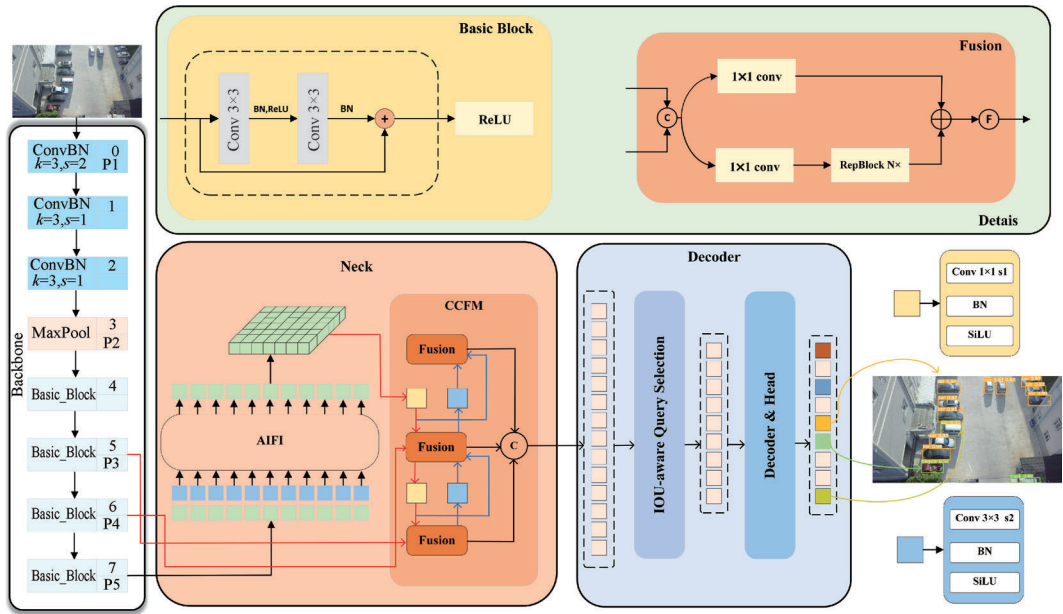 Basic Block
Conv 3×3
BN,ReLU
Conv 3×3
BN
+
ReLU
Fusion
1×1 conv
C
F
1×1 conv
RepBlock N×
Detais
Backbone
ConvBN 0
k=3,s=2 P1
ConvBN 1
k=3,s=1
ConvBN 2
k=3,s=1
MaxPool 3
P2
Basic_Block 4
Basic_Block 5
P3
Basic_Block 6
P4
Basic_Block 7
P5
Neck
AIFI
CCFM
Fusion
Fusion
Fusion
C
Decoder
IOU-aware Query Selection
Decoder & Head
Conv 1×1 s1
BN
SiLU
Conv 3×3 s2
BN
SiLU